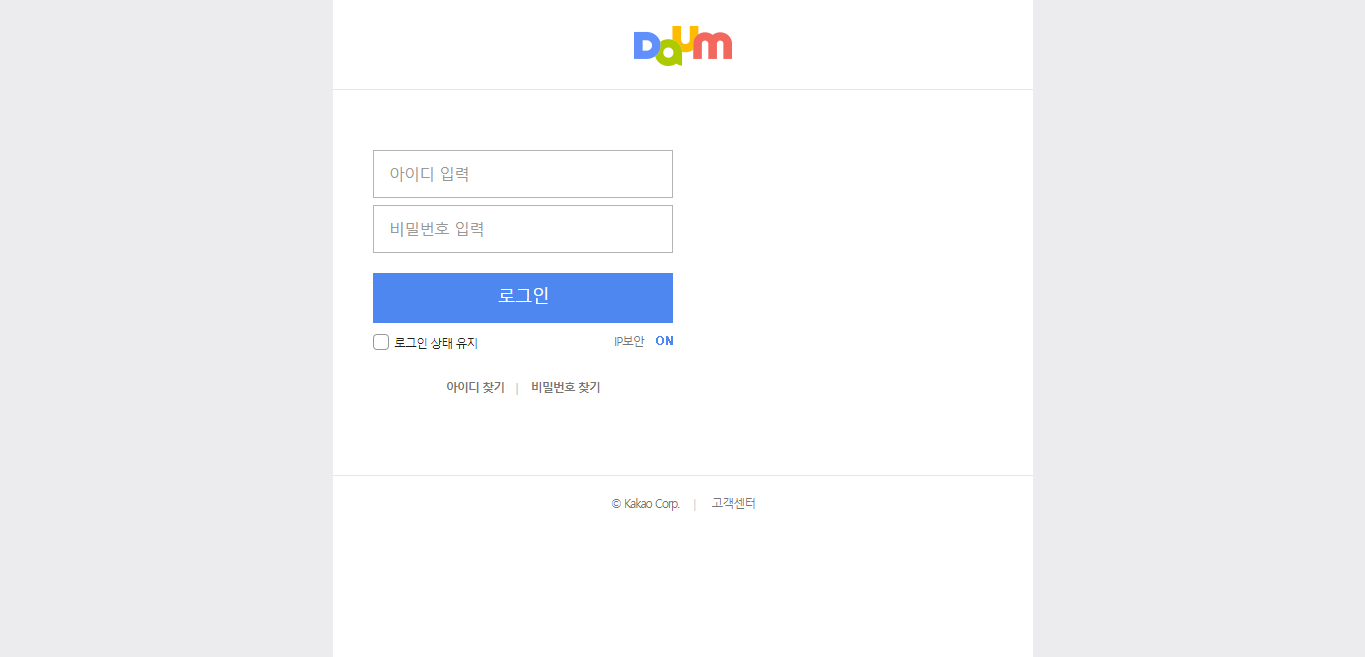 Daum
아이디 입력
비밀번호 입력
로그인
로그인 상태 유지 IP보안 ON
아이디 찾기 | 비밀번호 찾기
© Kakao Corp. | 고객센터